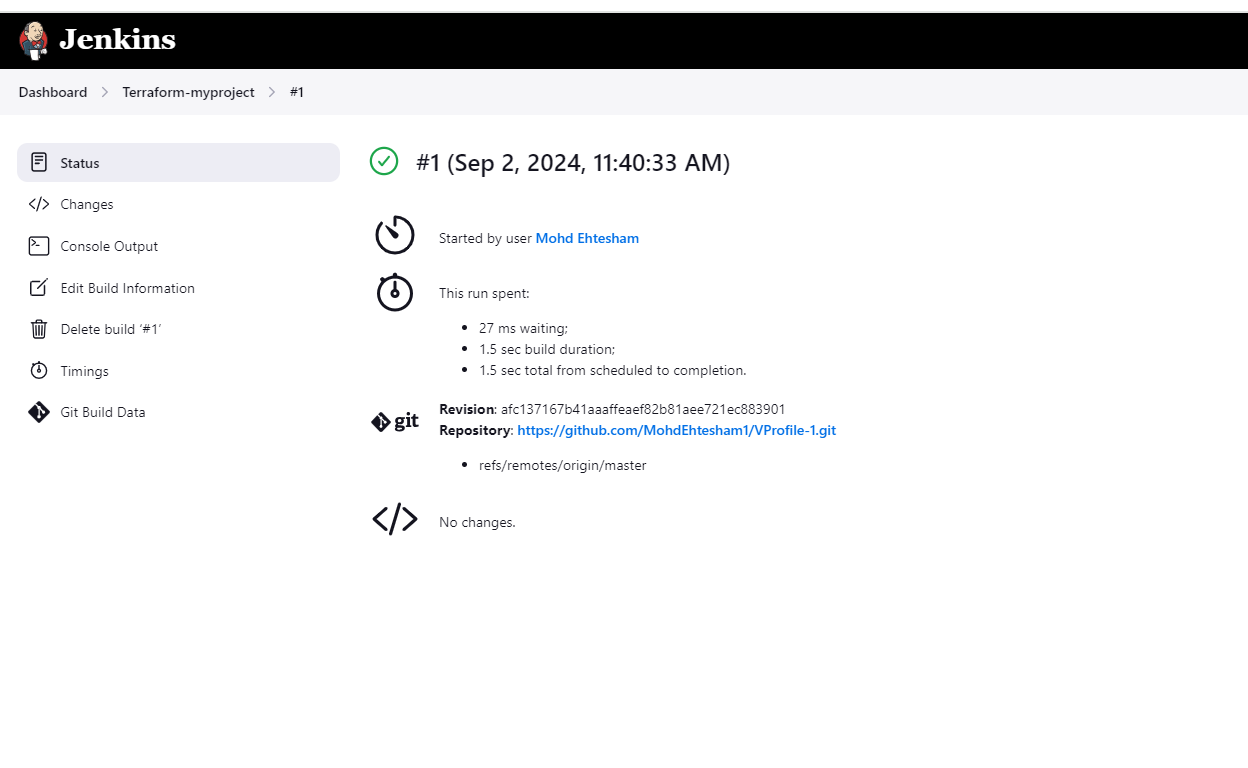 Jenkins
Dashboard > Terraform-myproject > #1
Status
Changes
Console Output
Edit Build Information
Delete build ‘#1’
Timings
Git Build Data
#1 (Sep 2, 2024, 11:40:33 AM)
Started by user Mohd Ehtesham
This run spent:
• 27 ms waiting;
• 1.5 sec build duration;
• 1.5 sec total from scheduled to completion.
git
Revision: afc137167b41aaaffeaef82b81aee721ec883901
Repository: https://github.com/MohdEhtesham1/VProfile-1.git
• refs/remotes/origin/master
No changes.